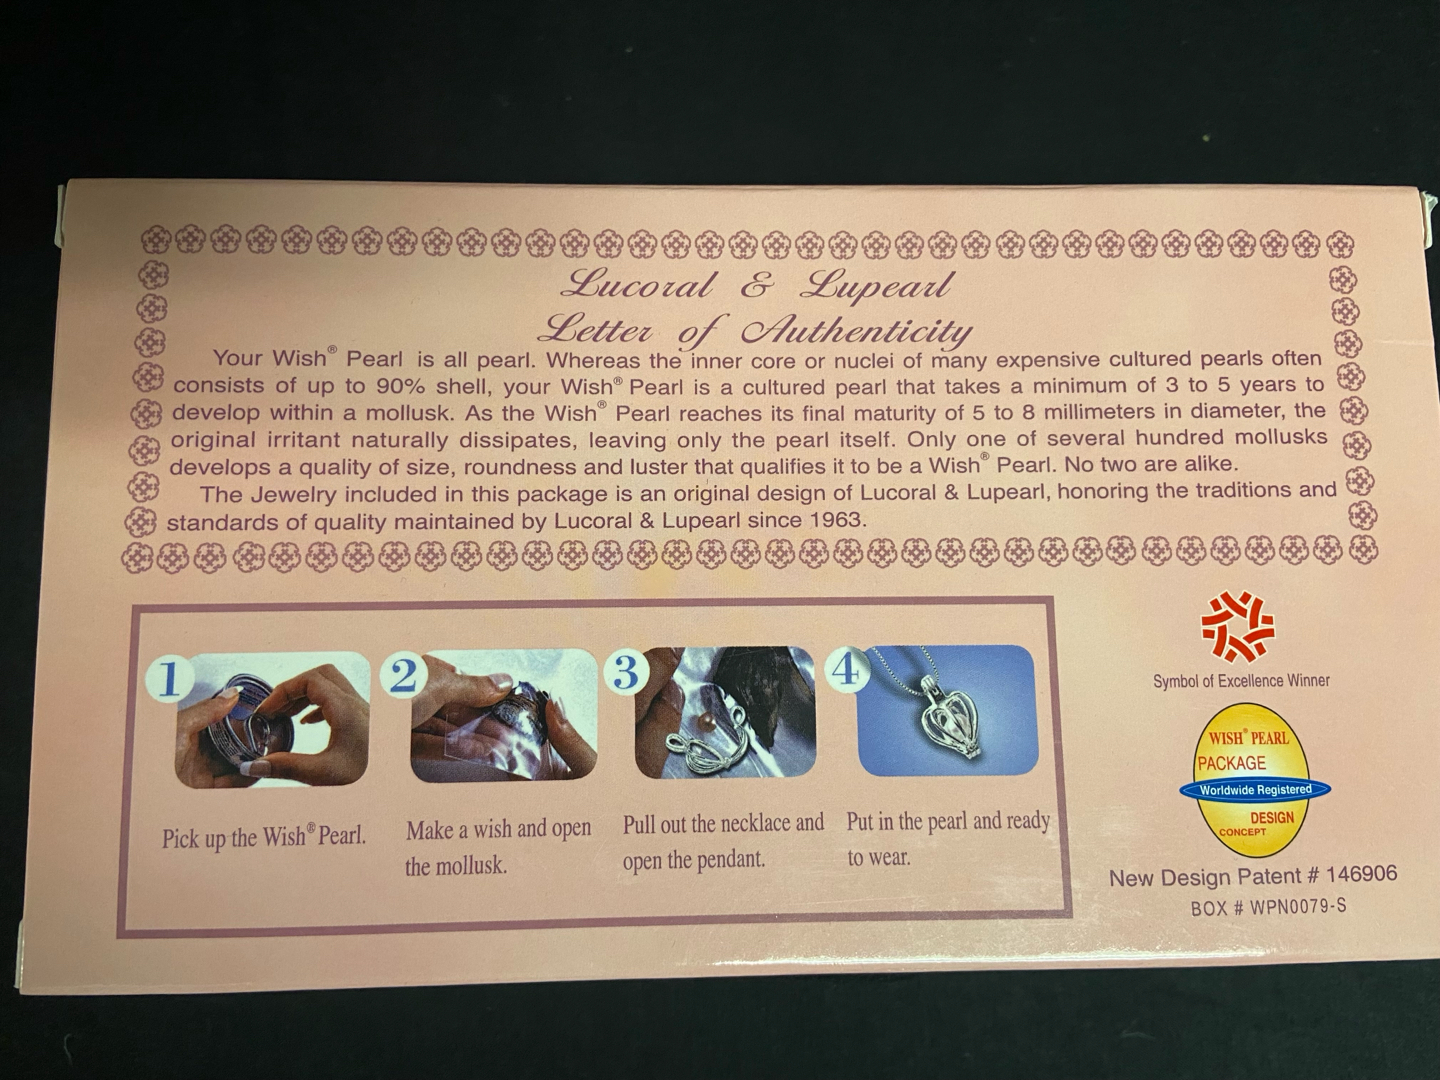 Lucoral & Lupearl
Letter of Authenticity
Your Wish® Pearl is all pearl. Whereas the inner core or nuclei of many expensive cultured pearls often
consists of up to 90% shell, your Wish® Pearl is a cultured pearl that takes a minimum of 3 to 5 years to
develop within a mollusk. As the Wish® Pearl reaches its final maturity of 5 to 8 millimeters in diameter, the
original irritant naturally dissipates, leaving only the pearl itself. Only one of several hundred mollusks
develops a quality of size, roundness and luster that qualifies it to be a Wish® Pearl. No two are alike.
The Jewelry included in this package is an original design of Lucoral & Lupearl, honoring the traditions and
standards of quality maintained by Lucoral & Lupearl since 1963.
1
Pick up the Wish® Pearl.
2
Make a wish and open
the mollusk.
3
Pull out the necklace and
open the pendant.
4
Put in the pearl and ready
to wear.
Symbol of Excellence Winner
WISH® PEARL
PACKAGE
Worldwide Registered
DESIGN
CONCEPT
New Design Patent # 146906
BOX # WPN0079-S